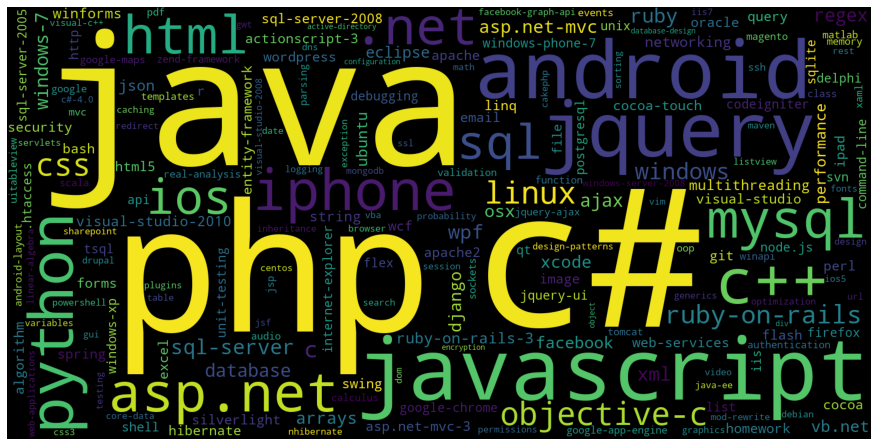 java
php
c#
javascript
android
jquery
iphone
python
asp.net
mysql
c++
html
.net
ios
sql
css
objective-c
ruby-on-rails
linux
windows
sql-server
database
ajax
xml
wpf
ruby
regex
django
xcode
arrays
vb.net
asp.net-mvc
windows-7
eclipse
json
facebook
c
ruby-on-rails-3
multithreading
visual-studio
visual-studio-2010
performance
security
string
osx
algorithm
winforms
sql-server-2008
sql-server-2005
actionscript-3
wordpress
apache
windows-phone-7
facebook-graph-api
events
unix
iis7
oracle
query
database-design
networking
magento
matlab
memory
rest
sqlite
delphi
xaml
class
sorting
ssh
cakephp
math
active-directory
configuration
dns
parsing
debugging
linq
email
file
postgresql
cocoa-touch
codeigniter
maven
listview
fonts
ipad
svn
command-line
pdf
visual-c++
http
google-maps
zend-framework
google
c#-4.0
mvc
caching
templates
r
redirect
servlets
bash
html5
scala
uitableview
.htaccess
api
real-analysis
logging
mongodb
date
exception
ssl
ubuntu
entity-framework
visual-studio-2008
validation
function
windows-server-2008
vim
jquery-ajax
qt
design-patterns
oop
git
node.js
design
winapi
perl
ios5
image
jquery-ui
generics
optimization
url
object
tomcat
div
flash
firefox
web-services
iis
authentication
video
java-ee
list
cocoa
mod-rewrite
debian
homework
graphics
google-app-engine
permissions
asp.net-mvc-3
google-chrome
calculus
swing
dom
encryption
search
flex
apache2
session
sockets
wcf
browser
probability
vba
inheritance
internet-explorer
jsp
centos
jsf
audio
unit-testing
table
plugins
excel
windows-xp
forms
powershell
drupal
tsql
sharepoint
linear-algebra
android-layout
variables
gui
spring
testing
web-applications
core-data
shell
silverlight
hibernate
nhibernate
css3
gwt